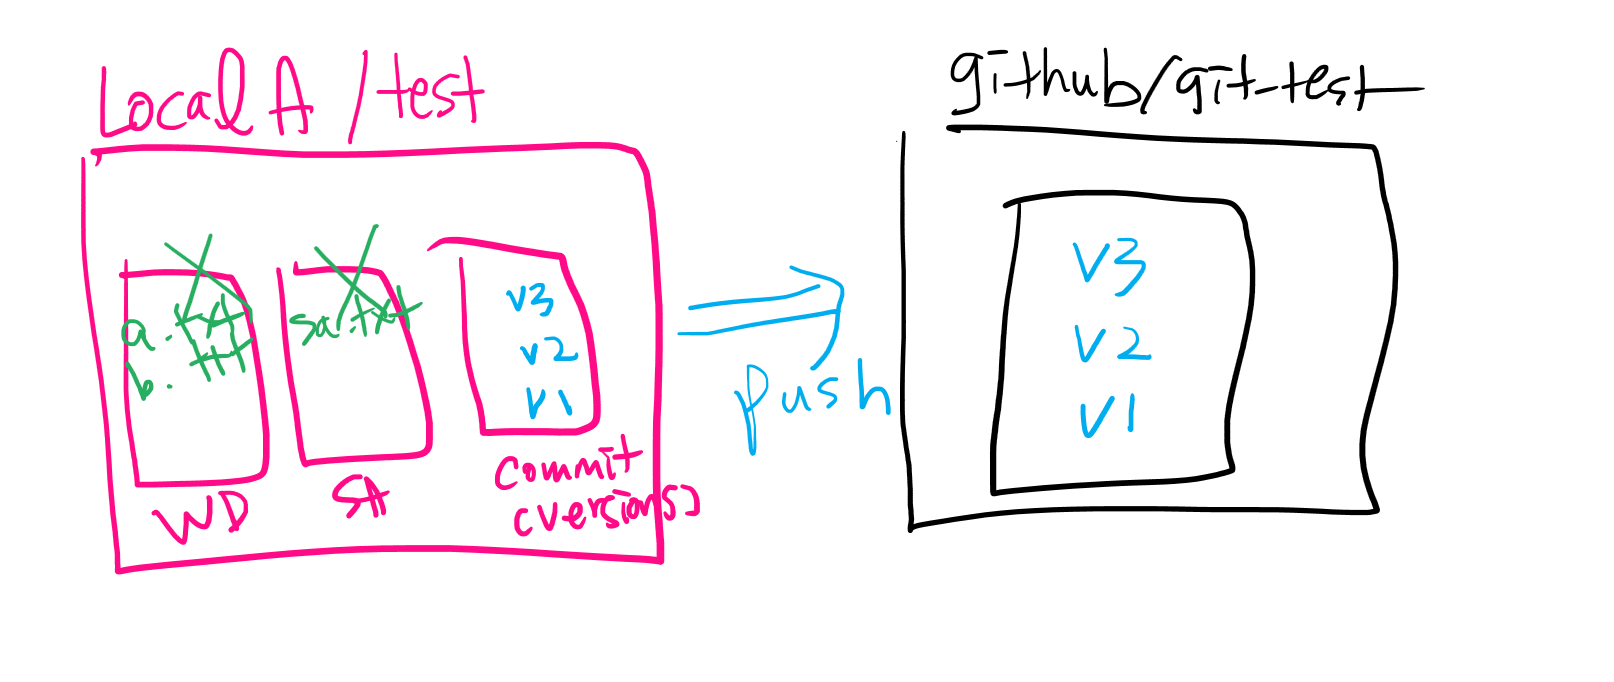 Local A /test
github/git-test
a.txt
b.txt
sa.txt
v3
v2
v1
WD
SA
commit
(versions)
push
v3
v2
v1